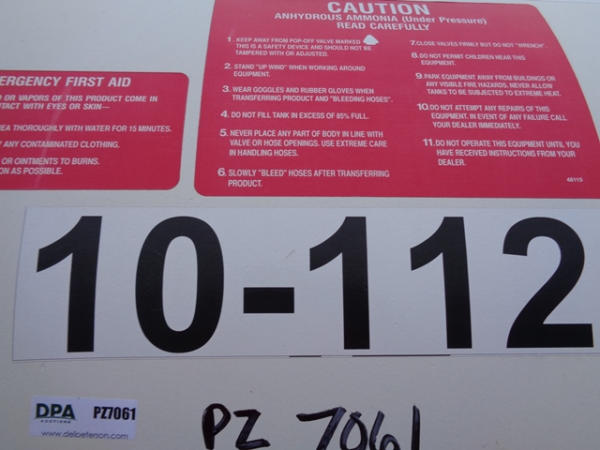 CAUTION
ANHYDROUS AMMONIA (Under Pressure)
READ CAREFULLY
1. KEEP AWAY FROM POP-OFF VALVE MARKED
THIS IS A SAFETY DEVICE AND SHOULD NOT BE
TAMPERED WITH OR ADJUSTED.
2. STAND "UP WIND" WHEN WORKING AROUND
EQUIPMENT.
3. WEAR GOGGLES AND RUBBER GLOVES WHEN
TRANSFERRING PRODUCT AND "BLEEDING HOSES".
4. DO NOT FILL TANK IN EXCESS OF 85% FULL.
5. NEVER PLACE ANY PART OF BODY IN LINE WITH
VALVE OR HOSE OPENINGS. USE EXTREME CARE
IN HANDLING HOSES.
6. SLOWLY "BLEED" HOSES AFTER TRANSFERRING
PRODUCT.
7. CLOSE VALVES FIRMLY BUT DO NOT "WRENCH".
8. DO NOT PERMIT CHILDREN NEAR THIS
EQUIPMENT.
9. PARK EQUIPMENT AWAY FROM BUILDINGS OR
ANY VISIBLE FIRE HAZARDS. NEVER ALLOW
TANKS TO BE SUBJECTED TO EXTREME HEAT.
10. DO NOT ATTEMPT ANY REPAIRS OF THIS
EQUIPMENT. IN EVENT OF ANY FAILURE CALL
YOUR DEALER IMMEDIATELY.
11. DO NOT OPERATE THIS EQUIPMENT UNTIL YOU
HAVE RECEIVED INSTRUCTIONS FROM YOUR
DEALER.
48115
ERGENCY FIRST AID
OR VAPORS OF THIS PRODUCT COME IN
TACT WITH EYES OR SKIN—
EA THOROUGHLY WITH WATER FOR 15 MINUTES.
ANY CONTAMINATED CLOTHING.
OR OINTMENTS TO BURNS.
ON AS POSSIBLE.
10-112
DPA PZ7061
AUCTIONS
www.delpeterson.com
PZ 7061